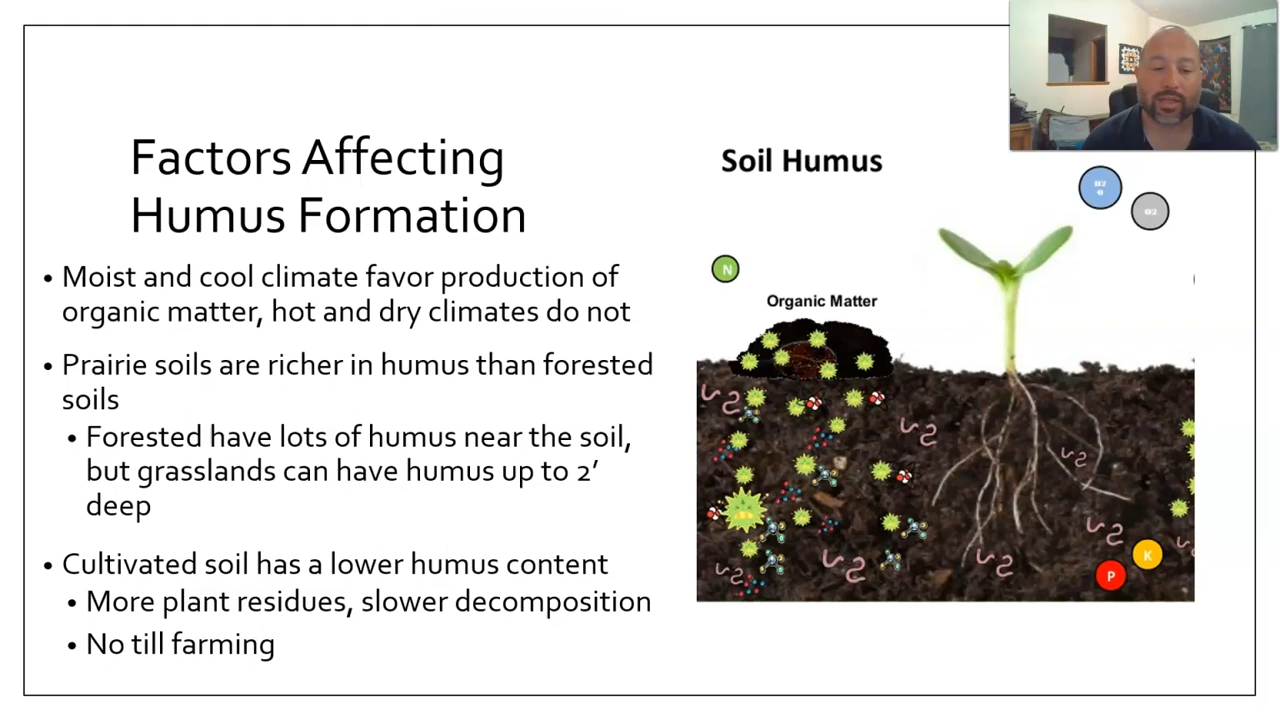 Factors Affecting
Humus Formation
• Moist and cool climate favor production of
organic matter, hot and dry climates do not
• Prairie soils are richer in humus than forested
soils
• Forested have lots of humus near the soil,
but grasslands can have humus up to 2’
deep
• Cultivated soil has a lower humus content
• More plant residues, slower decomposition
• No till farming
Soil Humus
H2
O
O2
N
Organic Matter
K
P